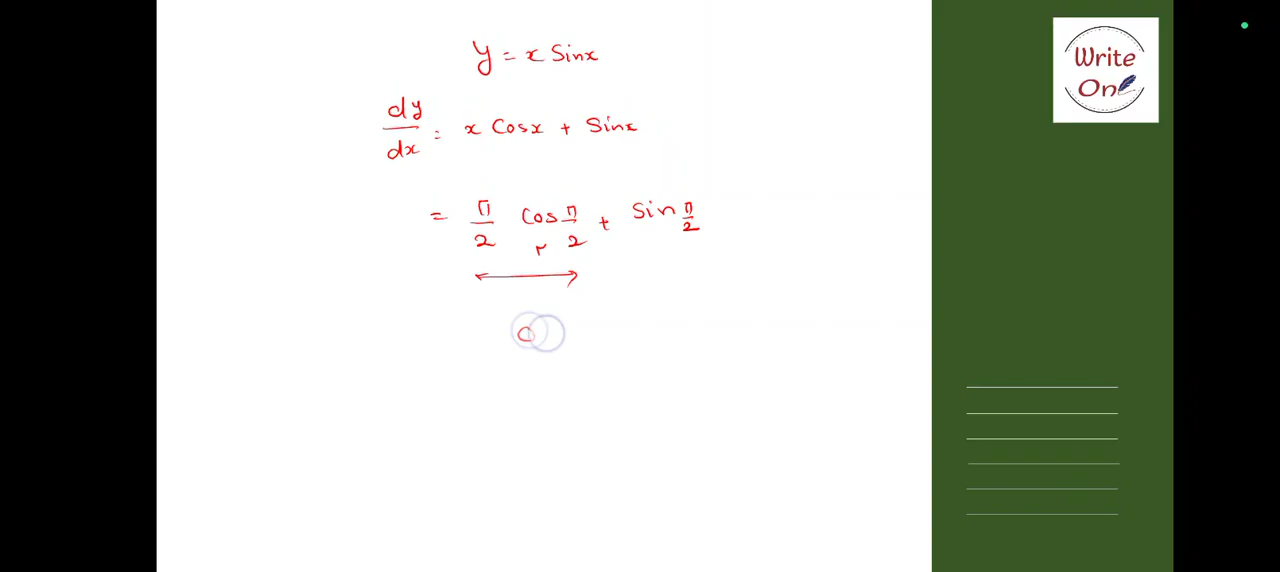 y = x Sinx
dy/dx = x Cosx + Sinx
= π/2 Cos π/2 + Sin π/2
0
Write
On